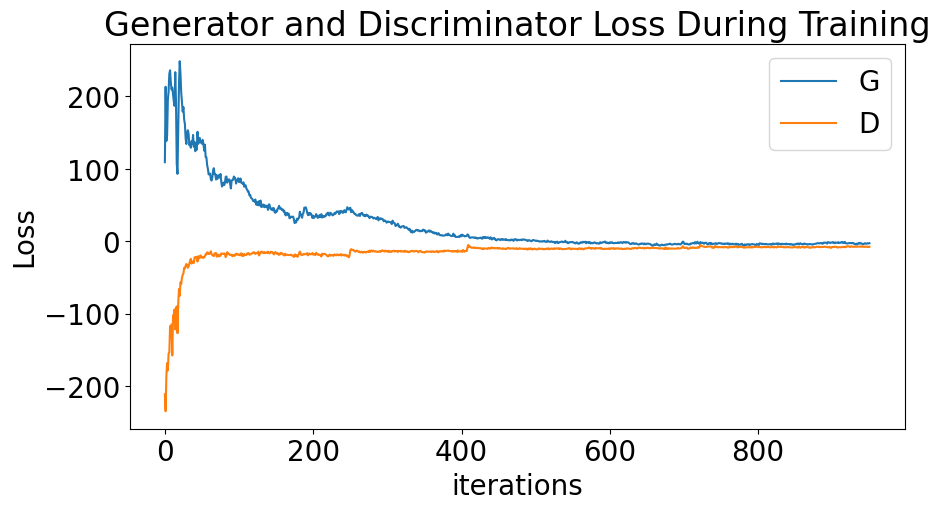 Generator and Discriminator Loss During Training
G
D
Loss
200
100
0
−100
−200
0 200 400 600 800
iterations